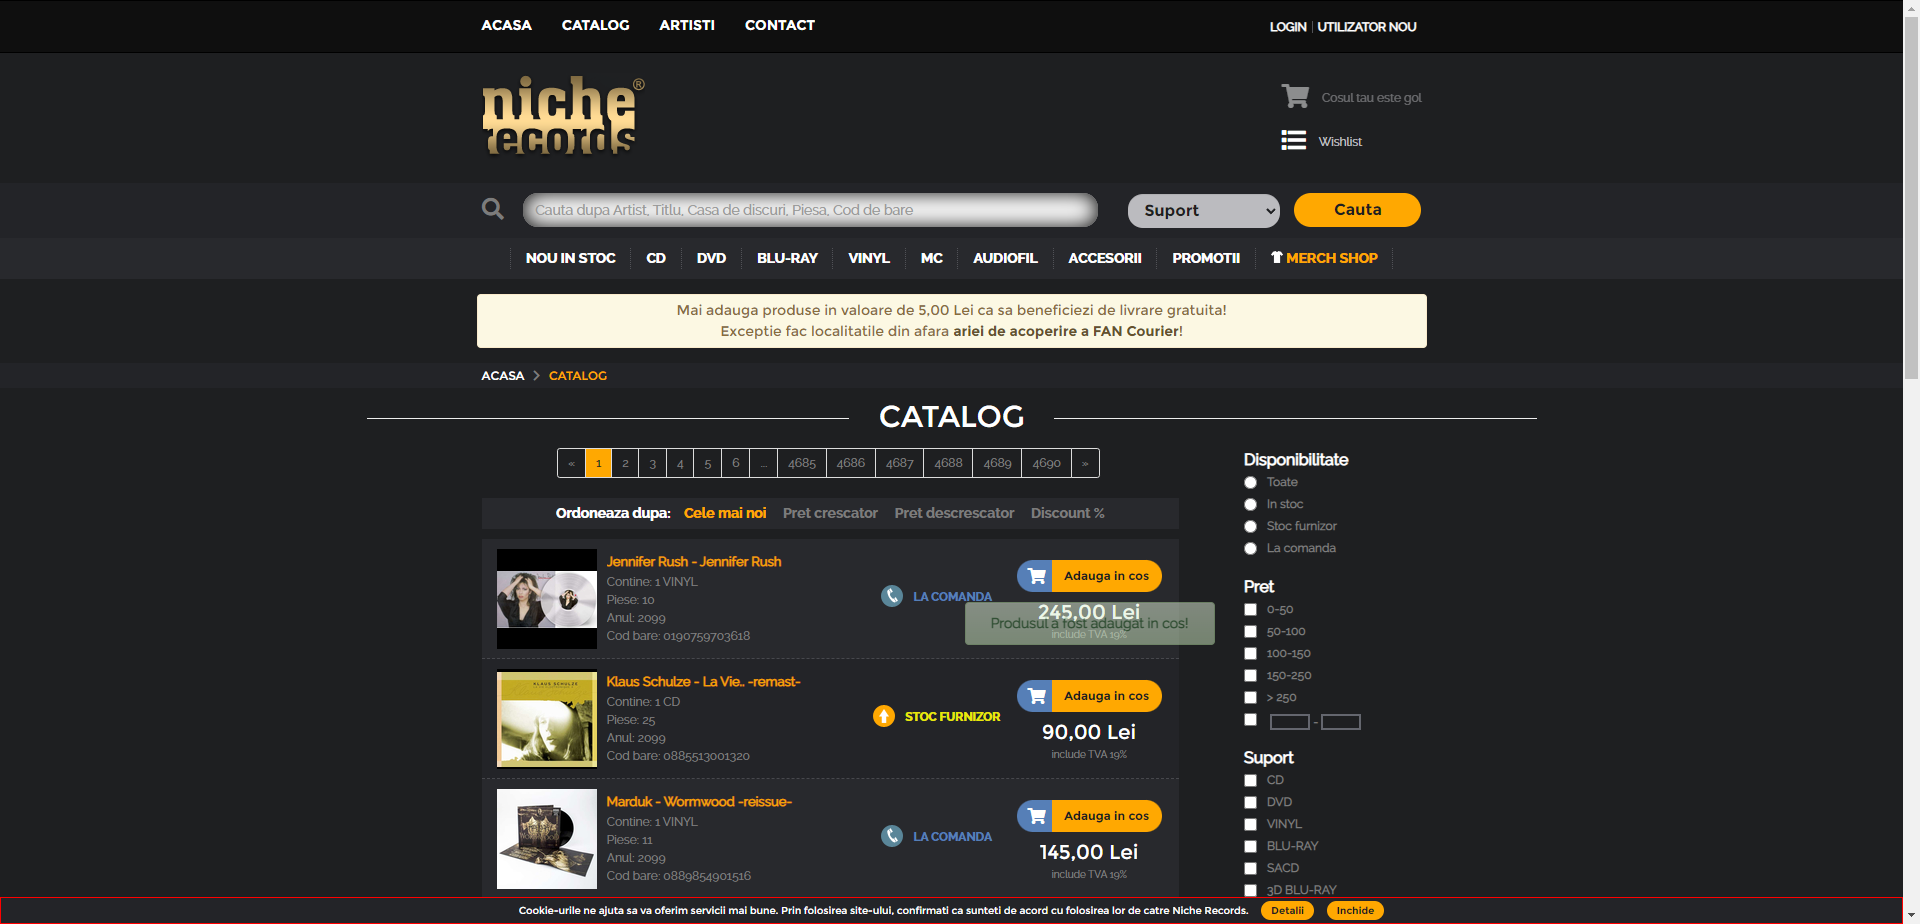 ACASA CATALOG ARTISTI CONTACT LOGIN UTILIZATOR NOU
niche records ®
Cosul tau este gol
Wishlist
Cauta dupa Artist, Titlu, Casa de discuri, Piesa, Cod de bare Suport Cauta
NOU IN STOC CD DVD BLU-RAY VINYL MC AUDIOFIL ACCESORII PROMOTII MERCH SHOP
Mai adauga produse in valoare de 5,00 Lei ca sa beneficiezi de livrare gratuita!
Exceptie fac localitatile din afara ariei de acoperire a FAN Courier!
ACASA CATALOG
CATALOG
« 1 2 3 4 5 6 ... 4685 4686 4687 4688 4689 4690 »
Ordoneaza dupa: Cele mai noi Pret crescator Pret descrescator Discount %
Jennifer Rush - Jennifer Rush
Contine: 1 VINYL
Piese: 10
Anul: 2099
Cod bare: 0190759703618
LA COMANDA
Adauga in cos
245,00 Lei
Produsul a fost adaugat in cos!
include TVA 19%
Klaus Schulze - La Vie.. -remast-
Contine: 1 CD
Piese: 25
Anul: 2099
Cod bare: 0885513001320
STOC FURNIZOR
Adauga in cos
90,00 Lei
include TVA 19%
Marduk - Wormwood -reissue-
Contine: 1 VINYL
Piese: 11
Anul: 2099
Cod bare: 0889854901516
LA COMANDA
Adauga in cos
145,00 Lei
include TVA 19%
Disponibilitate
Toate
In stoc
Stoc furnizor
La comanda
Pret
0-50
50-100
100-150
150-250
> 250
-
Suport
CD
DVD
VINYL
BLU-RAY
SACD
3D BLU-RAY
Cookie-urile ne ajuta sa va oferim servicii mai bune. Prin folosirea site-ului, confirmati ca sunteti de acord cu folosirea lor de catre Niche Records. Detalii Inchide